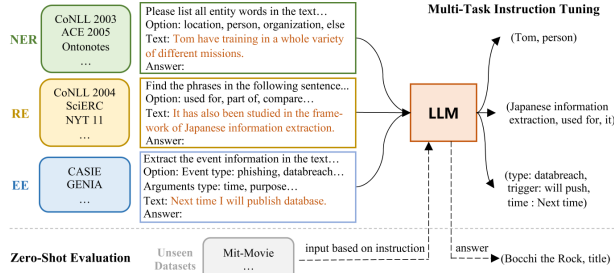 Multi-Task Instruction Tuning
NER
CoNLL 2003
ACE 2005
Ontonotes
…
Please list all entity words in the text…
Option: location, person, organization, else
Text: Tom have training in a whole variety
of different missions.
Answer:
(Tom, person)
RE
CoNLL 2004
SciERC
NYT 11
…
Find the phrases in the following sentence...
Option: used for, part of, compare…
Text: It has also been studied in the frame-
work of Japanese information extraction.
Answer:
LLM
(Japanese information
extraction, used for, it)
EE
CASIE
GENIA
…
Extract the event information in the text…
Option: Event type: phishing, databreach…
Arguments type: time, purpose…
Text: Next time I will publish database.
Answer:
(type: databreach,
trigger: will push,
time : Next time)
Zero-Shot Evaluation
Unseen
Datasets
Mit-Movie
…
input based on instruction
answer
(Bocchi the Rock, title)